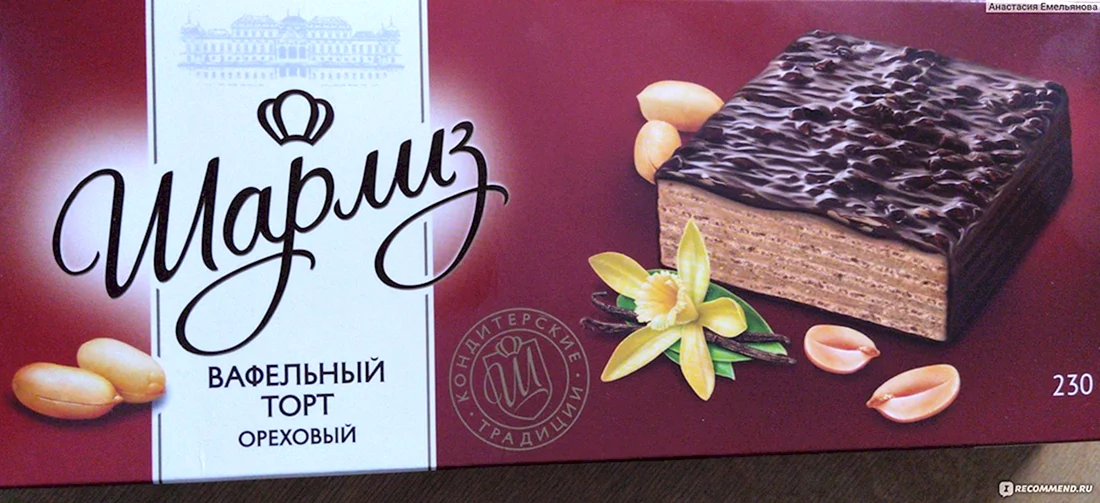 Анастасия Емельянова
Шарлиз
ВАФЕЛЬНЫЙ
ТОРТ
ОРЕХОВЫЙ
КОНДИТЕРСКИЕ
Ш
ТРАДИЦИИ
230
I RECOMMEND.RU